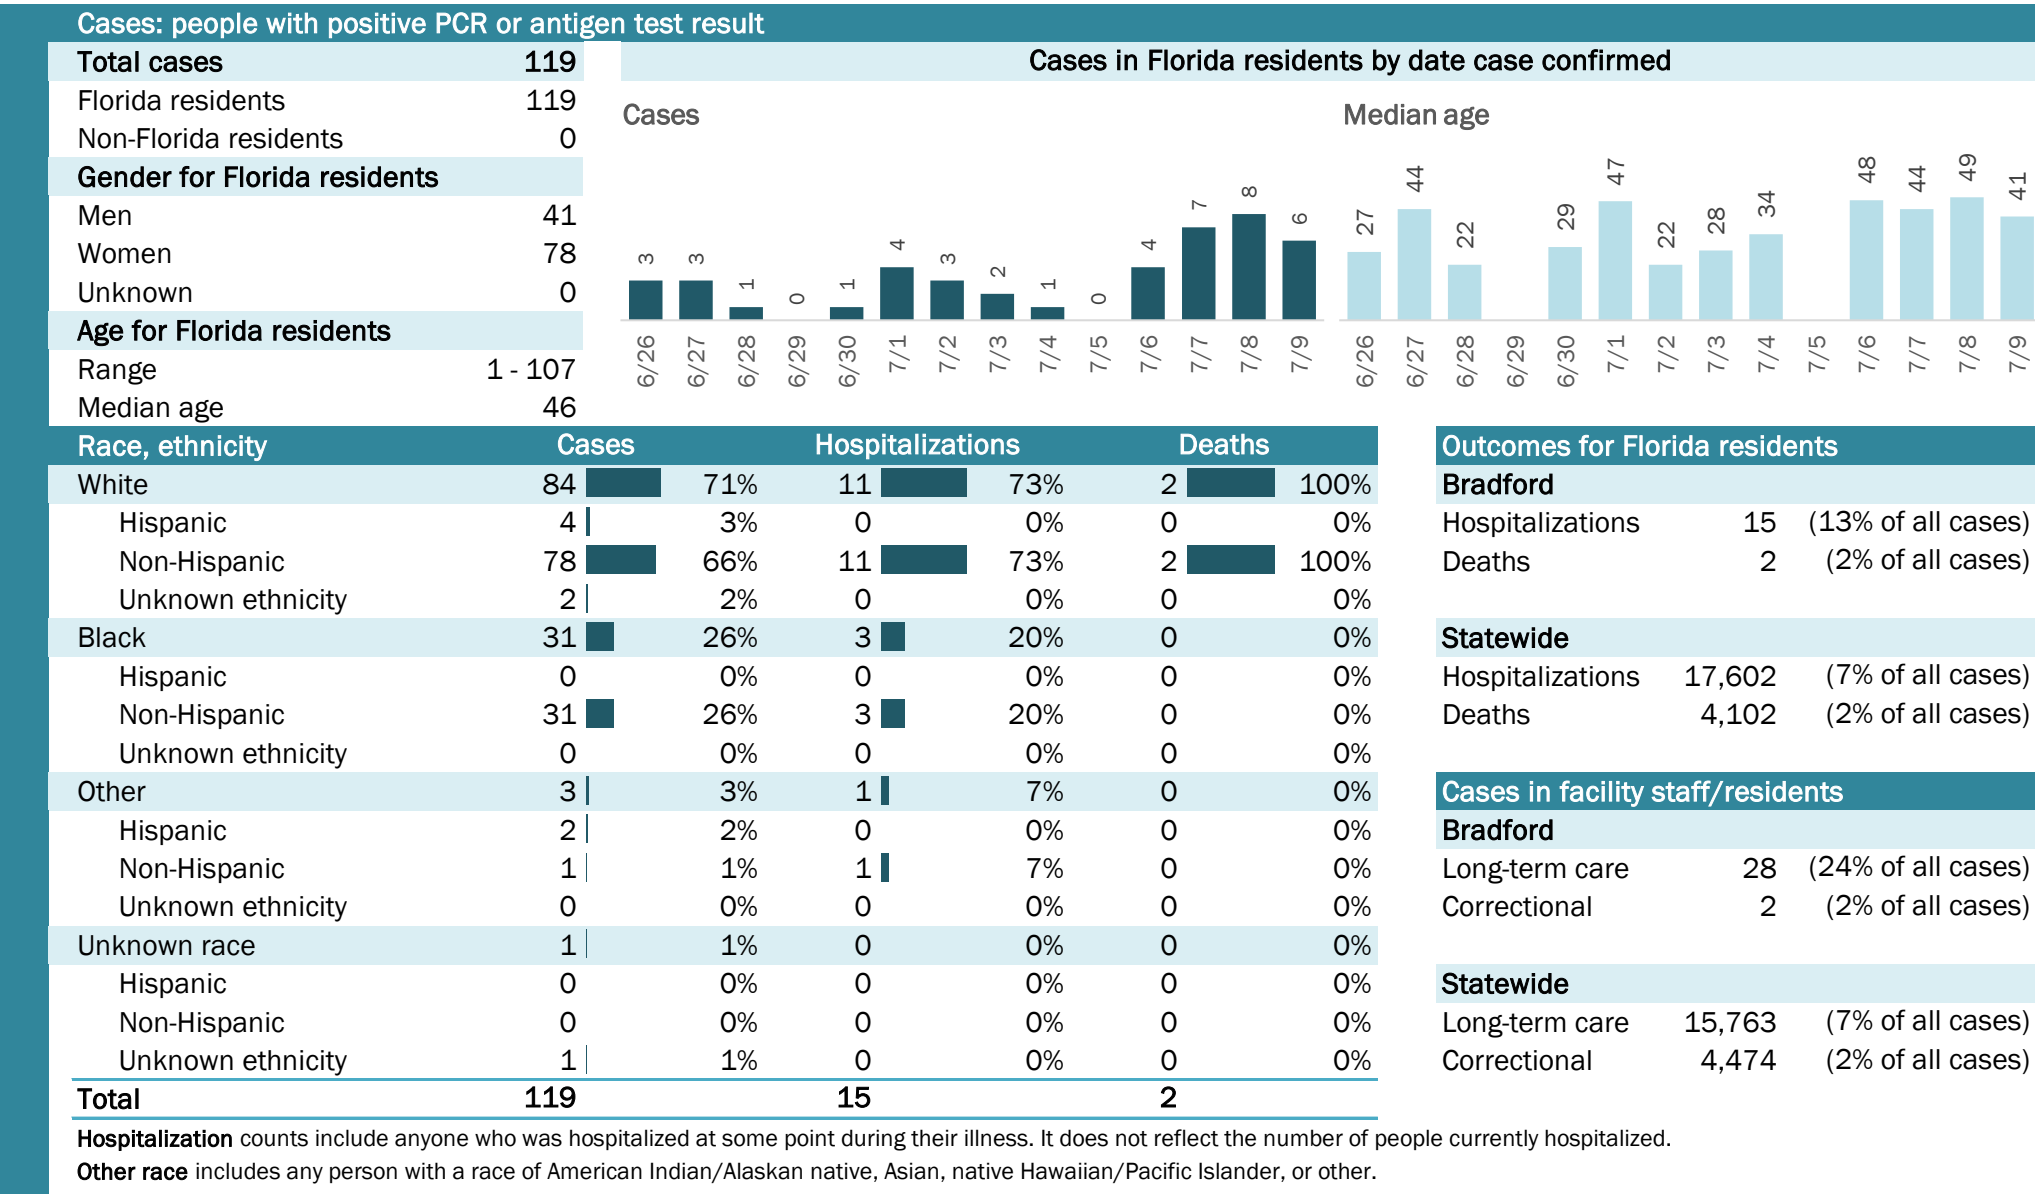 Cases: people with positive PCR or antigen test result
Total cases 119
Florida residents 119
Non-Florida residents 0
Gender for Florida residents
Men 41
Women 78
Unknown 0
Age for Florida residents
Range 1 - 107
Median age 46
Cases in Florida residents by date case confirmed
Cases
3 3 1 0 1 4 3 2 1 0 4 7 8 6
6/26 6/27 6/28 6/29 6/30 7/1 7/2 7/3 7/4 7/5 7/6 7/7 7/8 7/9
Median age
27 44 22 29 47 22 28 34 48 44 49 41
6/26 6/27 6/28 6/29 6/30 7/1 7/2 7/3 7/4 7/5 7/6 7/7 7/8 7/9
Race, ethnicity Cases Hospitalizations Deaths
White 84 71% 11 73% 2 100%
Hispanic 4 3% 0 0% 0 0%
Non-Hispanic 78 66% 11 73% 2 100%
Unknown ethnicity 2 2% 0 0% 0 0%
Black 31 26% 3 20% 0 0%
Hispanic 0 0% 0 0% 0 0%
Non-Hispanic 31 26% 3 20% 0 0%
Unknown ethnicity 0 0% 0 0% 0 0%
Other 3 3% 1 7% 0 0%
Hispanic 2 2% 0 0% 0 0%
Non-Hispanic 1 1% 1 7% 0 0%
Unknown ethnicity 0 0% 0 0% 0 0%
Unknown race 1 1% 0 0% 0 0%
Hispanic 0 0% 0 0% 0 0%
Non-Hispanic 0 0% 0 0% 0 0%
Unknown ethnicity 1 1% 0 0% 0 0%
Total 119 15 2
Outcomes for Florida residents
Bradford
Hospitalizations 15 (13% of all cases)
Deaths 2 (2% of all cases)
Statewide
Hospitalizations 17,602 (7% of all cases)
Deaths 4,102 (2% of all cases)
Cases in facility staff/residents
Bradford
Long-term care 28 (24% of all cases)
Correctional 2 (2% of all cases)
Statewide
Long-term care 15,763 (7% of all cases)
Correctional 4,474 (2% of all cases)
Hospitalization counts include anyone who was hospitalized at some point during their illness. It does not reflect the number of people currently hospitalized.
Other race includes any person with a race of American Indian/Alaskan native, Asian, native Hawaiian/Pacific Islander, or other.